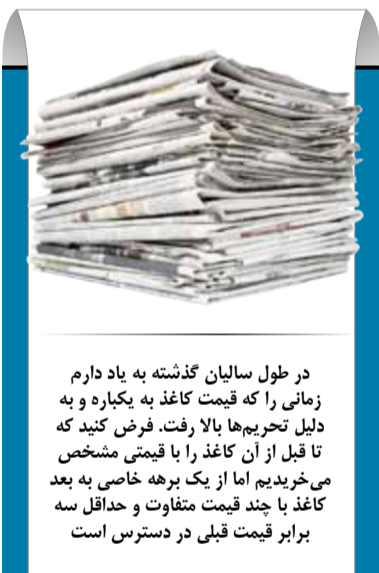 در طول سالیان گذشته به یاد دارم
زمانی را که قیمت کاغذ به یکباره و به
دلیل تحریم‌ها بالا رفت. فرض کنید که
تا قبل از آن کاغذ را با قیمتی مشخص
می‌خریدیم اما از یک برهه خاصی به بعد
کاغذ با چند قیمت متفاوت و حداقل سه
برابر قیمت قبلی در دسترس است